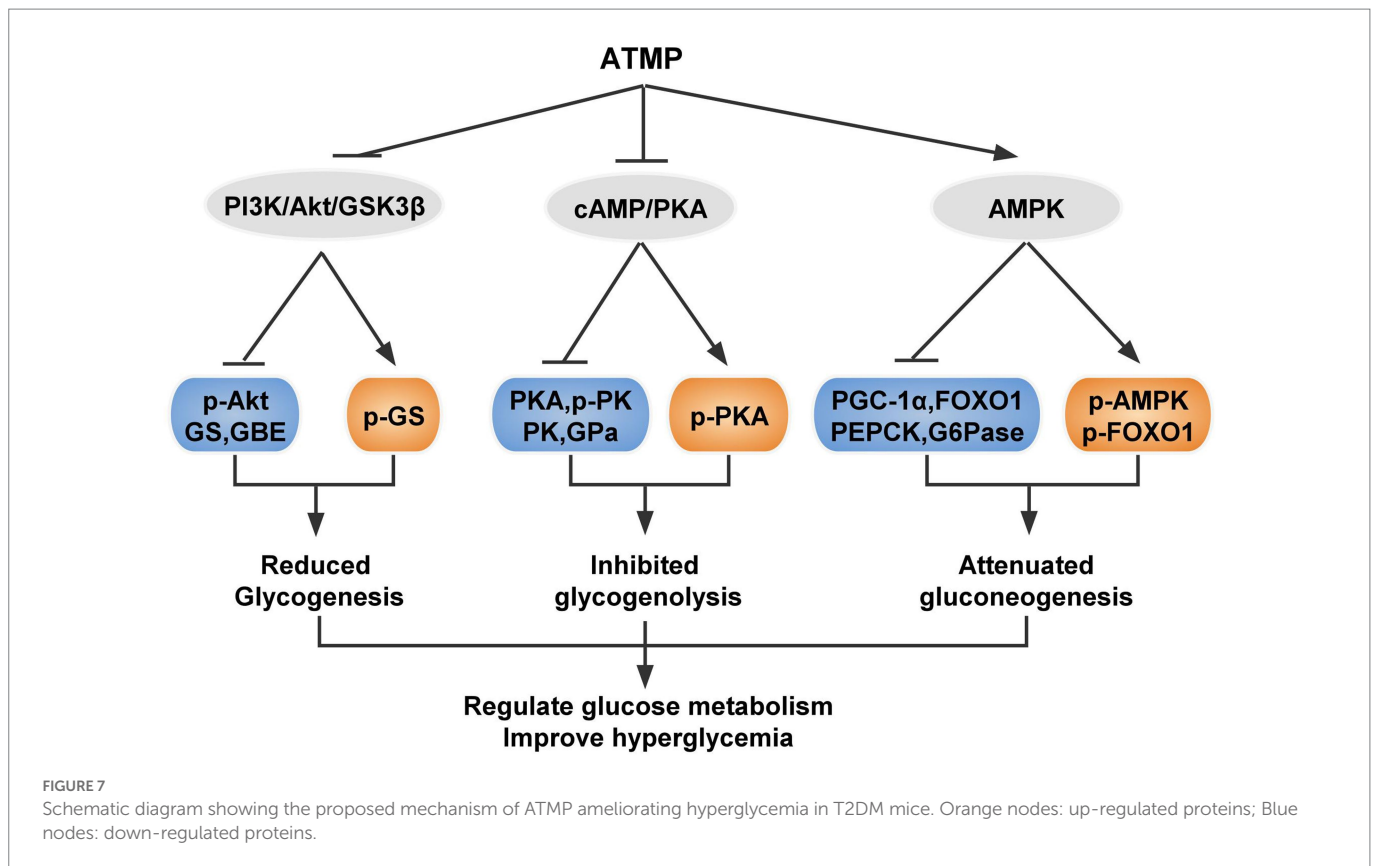 ATMP
PI3K/Akt/GSK3β
cAMP/PKA
AMPK
p-Akt
GS,GBE
p-GS
PKA,p-PK
PK,GPa
p-PKA
PGC-1α,FOXO1
PEPCK,G6Pase
p-AMPK
p-FOXO1
Reduced
Glycogenesis
Inhibited
glycogenolysis
Attenuated
gluconeogenesis
Regulate glucose metabolism
Improve hyperglycemia
FIGURE 7
Schematic diagram showing the proposed mechanism of ATMP ameliorating hyperglycemia in T2DM mice. Orange nodes: up-regulated proteins; Blue
nodes: down-regulated proteins.